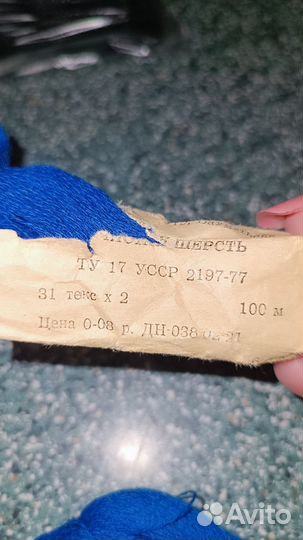 ШЕРСТЬ
ТУ 17 УССР 2197-77
31 текс х 2 100 м
Цена 0-08 р. ДН-038
Avito